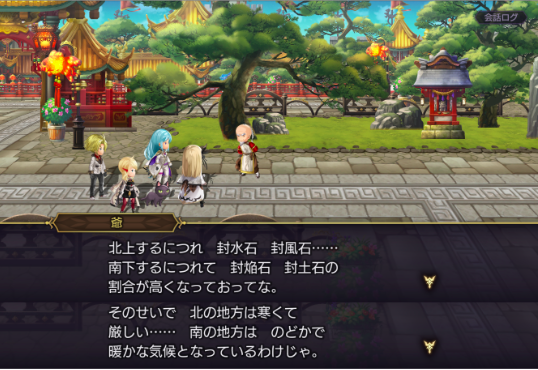 会話ログ
爺
北上するにつれ　封水石　封風石……
南下するにつれて　封焔石　封土石の
割合が高くなっておってな。
そのせいで　北の地方は寒くて
厳しい……　南の地方は　のどかで
暖かな気候となっているわけじゃ。